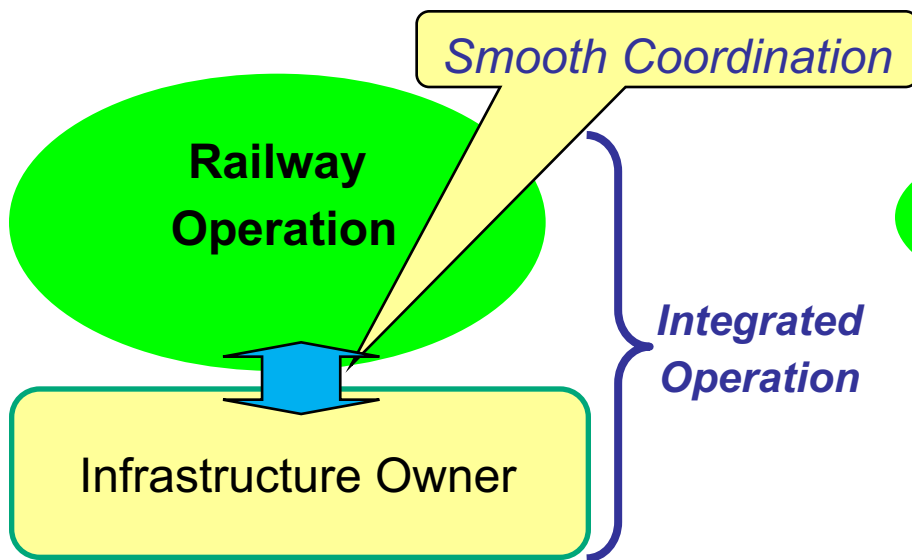 Smooth Coordination
Railway
Operation
Integrated
Operation
Infrastructure Owner